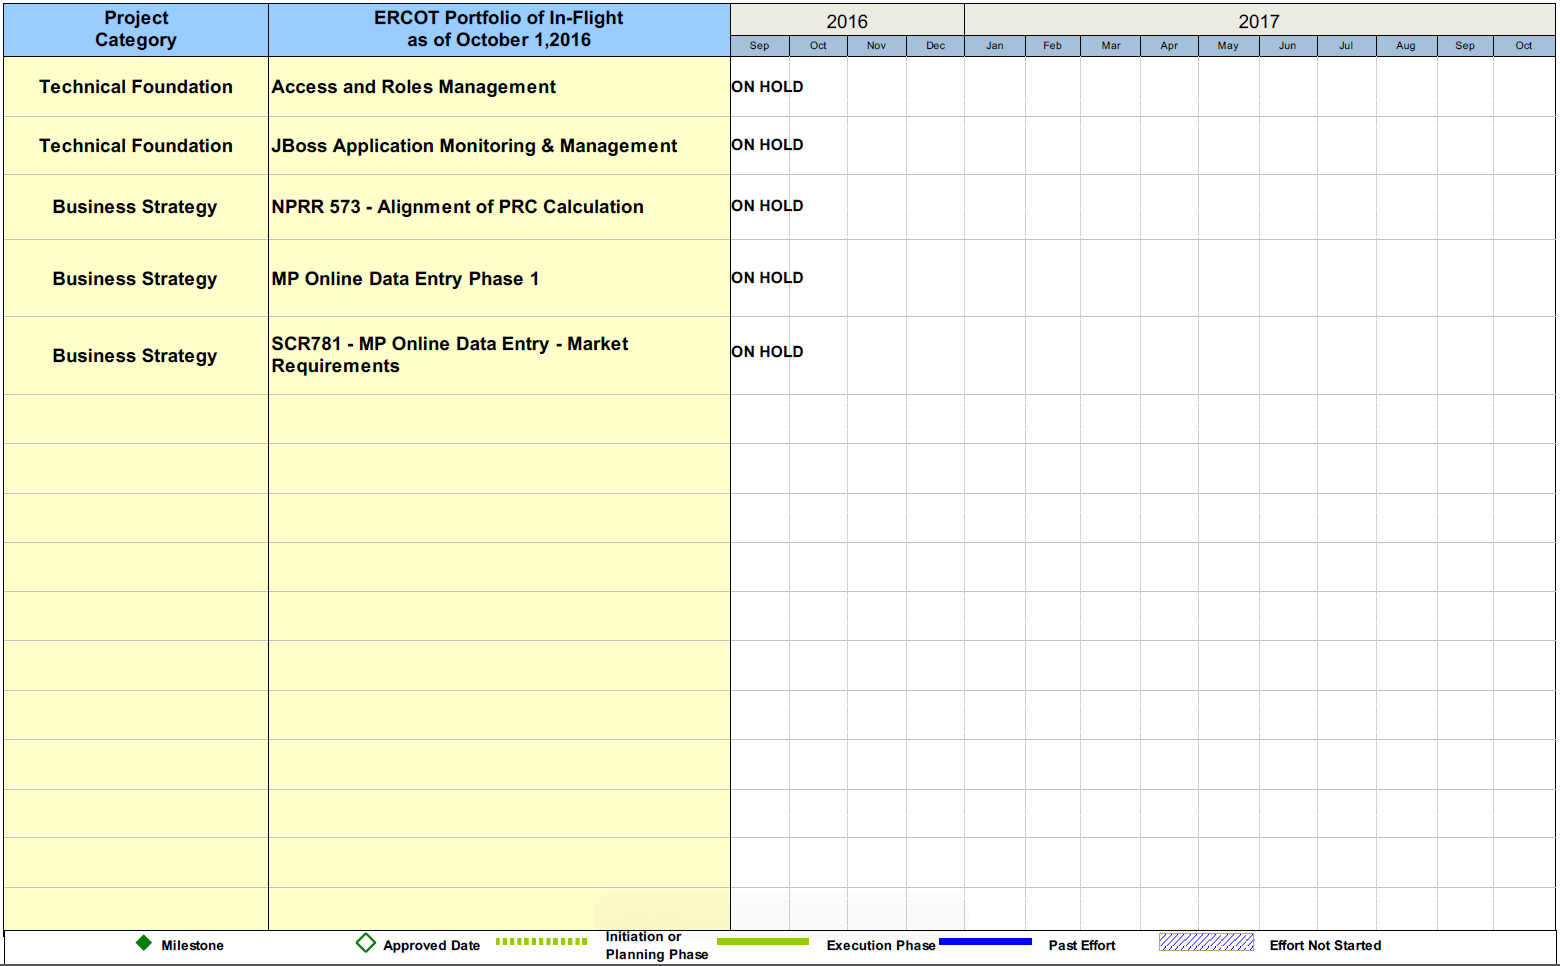 Project
Category
ERCOT Portfolio of In-Flight
as of October 1,2016
2016
2017
Sep Oct Nov Dec Jan Feb Mar Apr May Jun Jul Aug Sep Oct
Technical Foundation Access and Roles Management ON HOLD
Technical Foundation JBoss Application Monitoring & Management ON HOLD
Business Strategy NPRR 573 - Alignment of PRC Calculation ON HOLD
Business Strategy MP Online Data Entry Phase 1 ON HOLD
Business Strategy
SCR781 - MP Online Data Entry - Market
Requirements
ON HOLD
Milestone
Approved Date
Initiation or
Planning Phase
Execution Phase
Past Effort
Effort Not Started